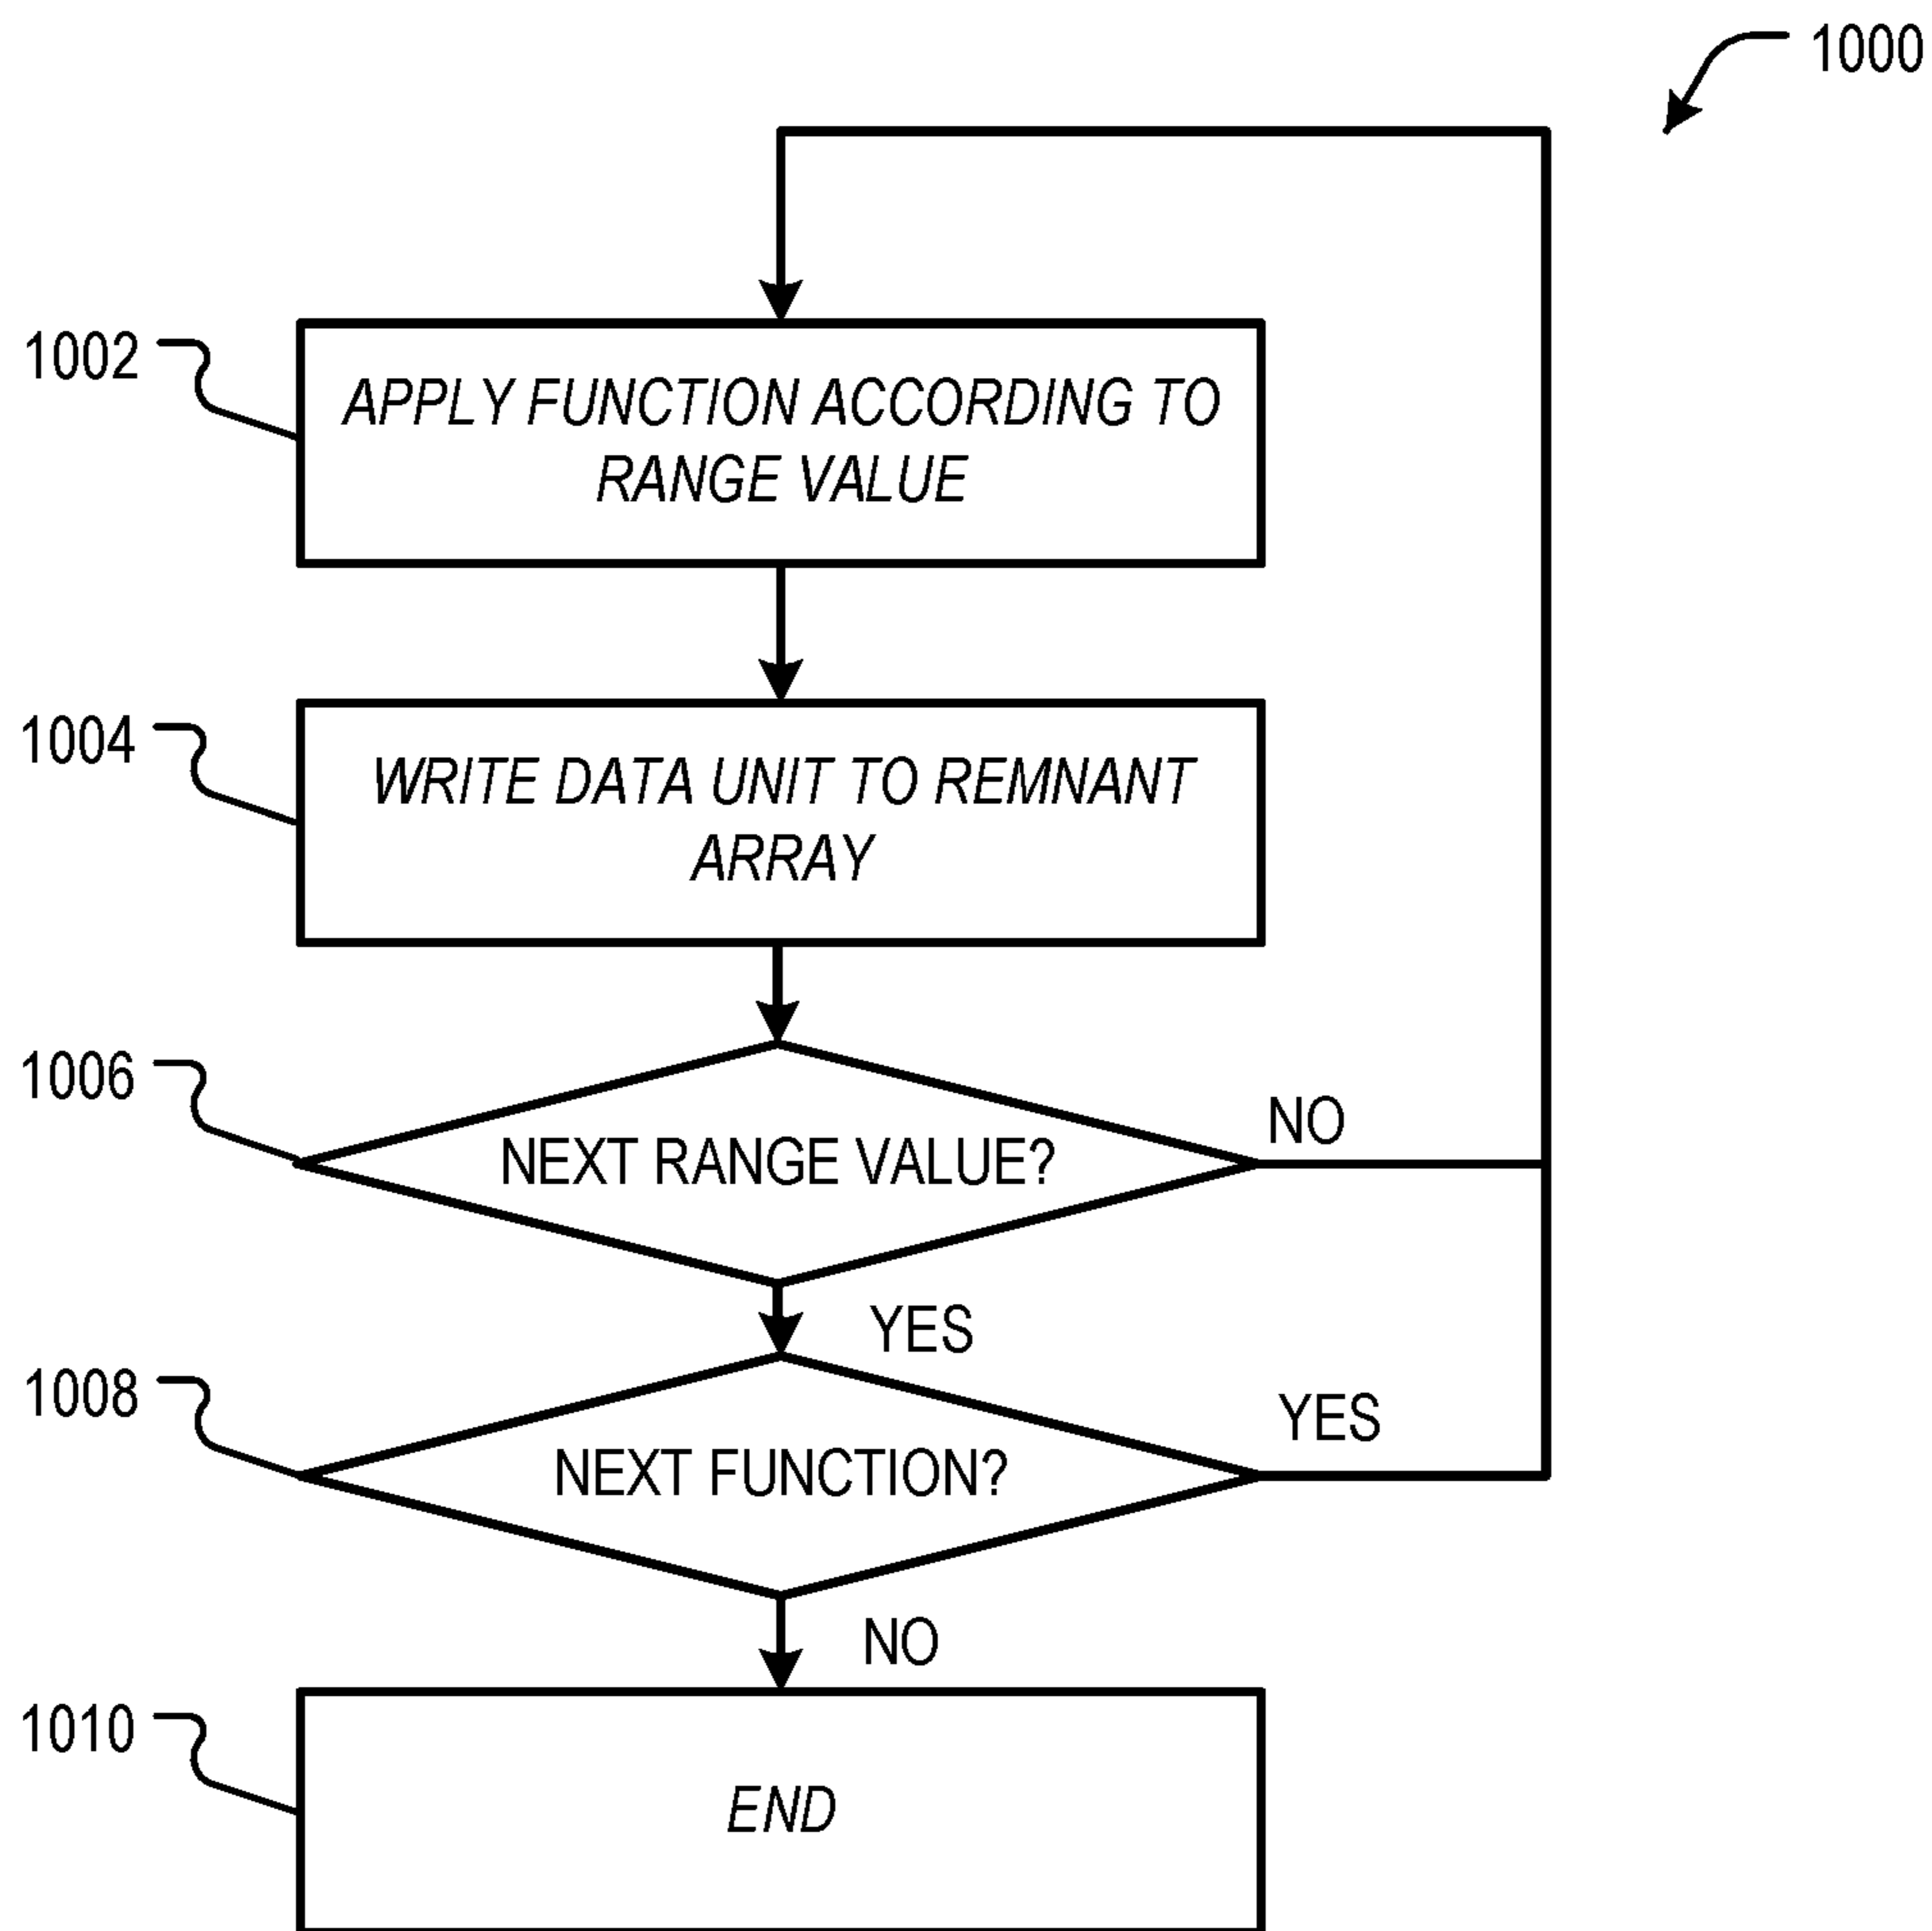 1000
1002
APPLY FUNCTION ACCORDING TO
RANGE VALUE
1004
WRITE DATA UNIT TO REMNANT
ARRAY
1006
NEXT RANGE VALUE?
NO
YES
1008
NEXT FUNCTION?
YES
NO
1010
END